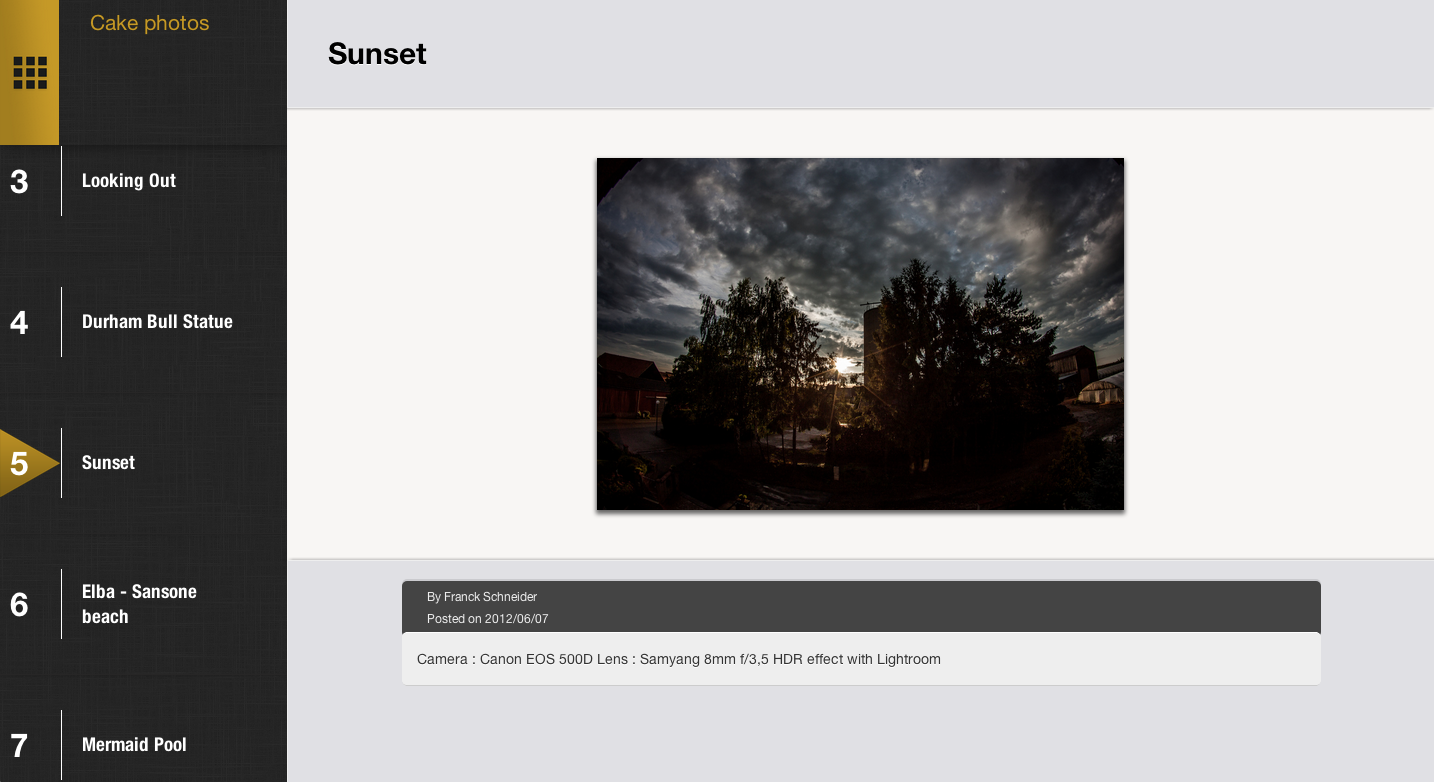 Cake photos
3
Looking Out
4
Durham Bull Statue
5
Sunset
6
Elba - Sansone
beach
7
Mermaid Pool
Sunset
By Franck Schneider
Posted on 2012/06/07
Camera : Canon EOS 500D Lens : Samyang 8mm f/3,5 HDR effect with Lightroom